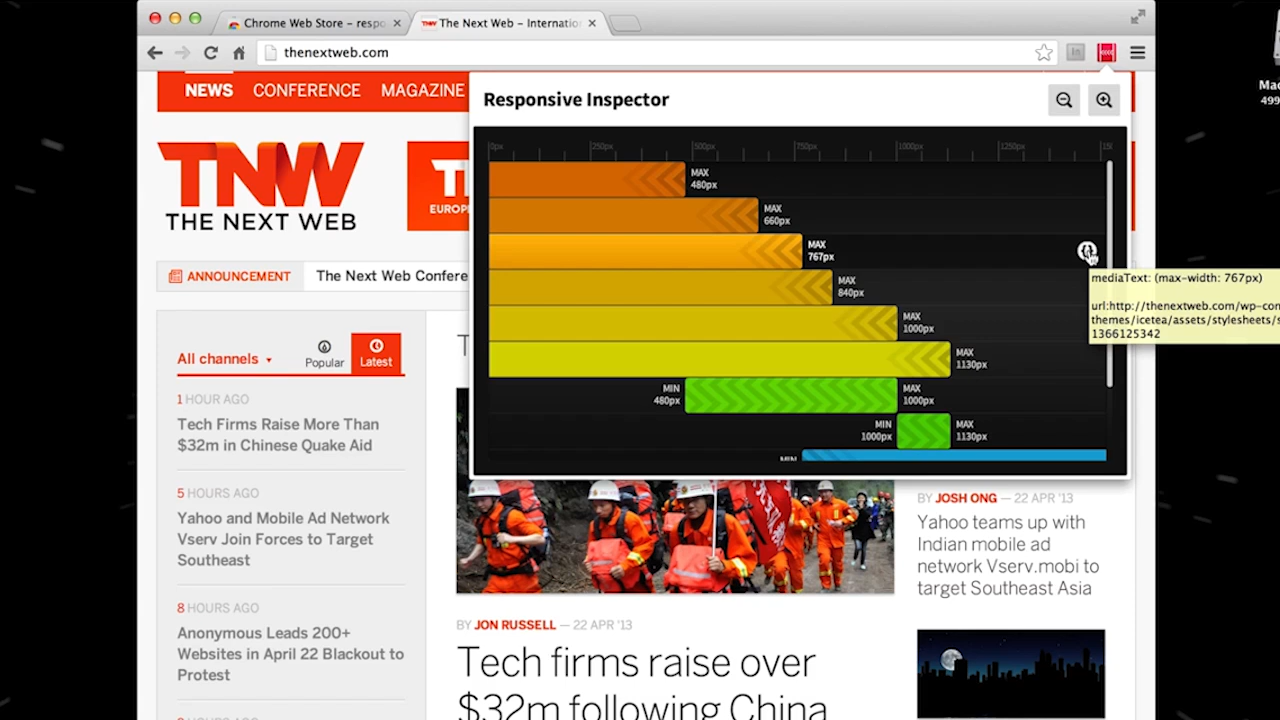 Chrome Web Store – respo
The Next Web – Internatio
thenextweb.com
NEWS CONFERENCE MAGAZINE
Responsive Inspector
0px 250px 500px 750px 1000px 1250px
MAX
480px
MAX
660px
MAX
767px
MAX
840px
MAX
1000px
MAX
1130px
MIN
480px
MAX
1000px
MIN
1000px
MAX
1130px
MIN
mediaText: (max-width: 767px)
url:http://thenextweb.com/wp-con
themes/icetea/assets/stylesheets/s
1366125342
TNW
THE NEXT WEB
ANNOUNCEMENT
The Next Web Confere
All channels
Popular
Latest
1 HOUR AGO
Tech Firms Raise More Than
$32m in Chinese Quake Aid
5 HOURS AGO
Yahoo and Mobile Ad Network
Vserv Join Forces to Target
Southeast
8 HOURS AGO
Anonymous Leads 200+
Websites in April 22 Blackout to
Protest
BY JON RUSSELL — 22 APR '13
Tech firms raise over
$32m following China
BY JOSH ONG — 22 APR '13
Yahoo teams up with
Indian mobile ad
network Vserv.mobi to
target Southeast Asia